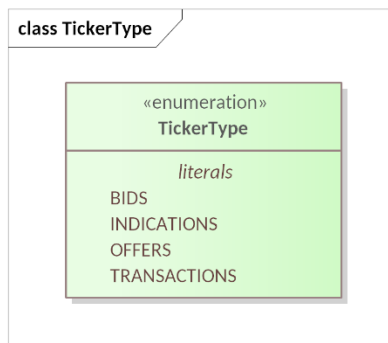 class TickerType
«enumeration»
TickerType
literals
BIDS
INDICATIONS
OFFERS
TRANSACTIONS